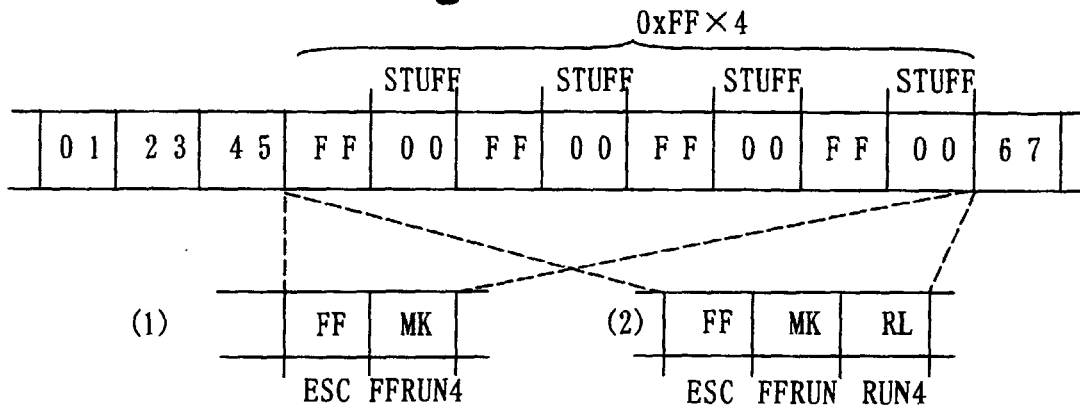 0xFF×4
STUFF STUFF STUFF STUFF
01 23 45 FF 00 FF 00 FF 00 FF 00 67
(1) FF MK (2) FF MK RL
ESC FFRUN4 ESC FFRUN RUN4